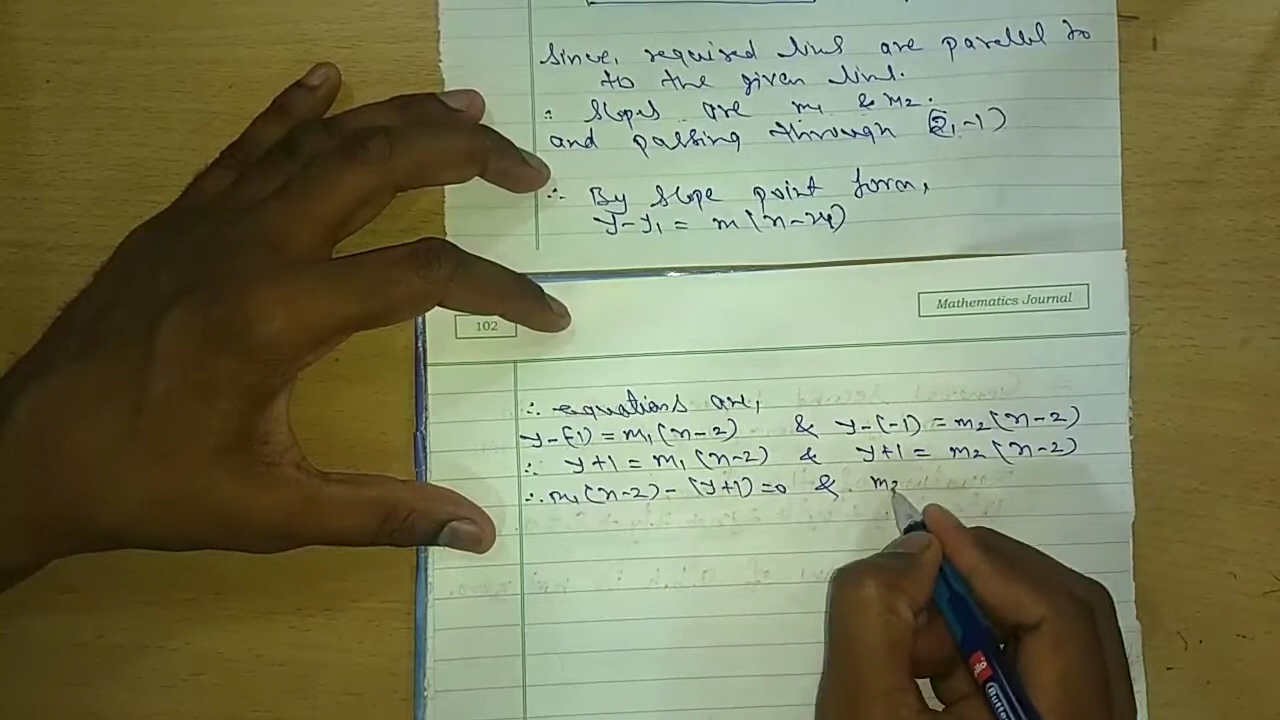 Since, required lines are parallel to
to the given lines.
∴ slopes are m₁ & m₂.
and passing through (2,-1)
∴ By slope point form,
y-y₁ = m(x-x₁)
102
Mathematics Journal
∴ equations are,
y-(-1) = m₁(x-2) & y-(-1) = m₂(x-2)
∴ y+1 = m₁(x-2) & y+1 = m₂(x-2)
∴ m₁(x-2) - (y+1) = 0 & m₂